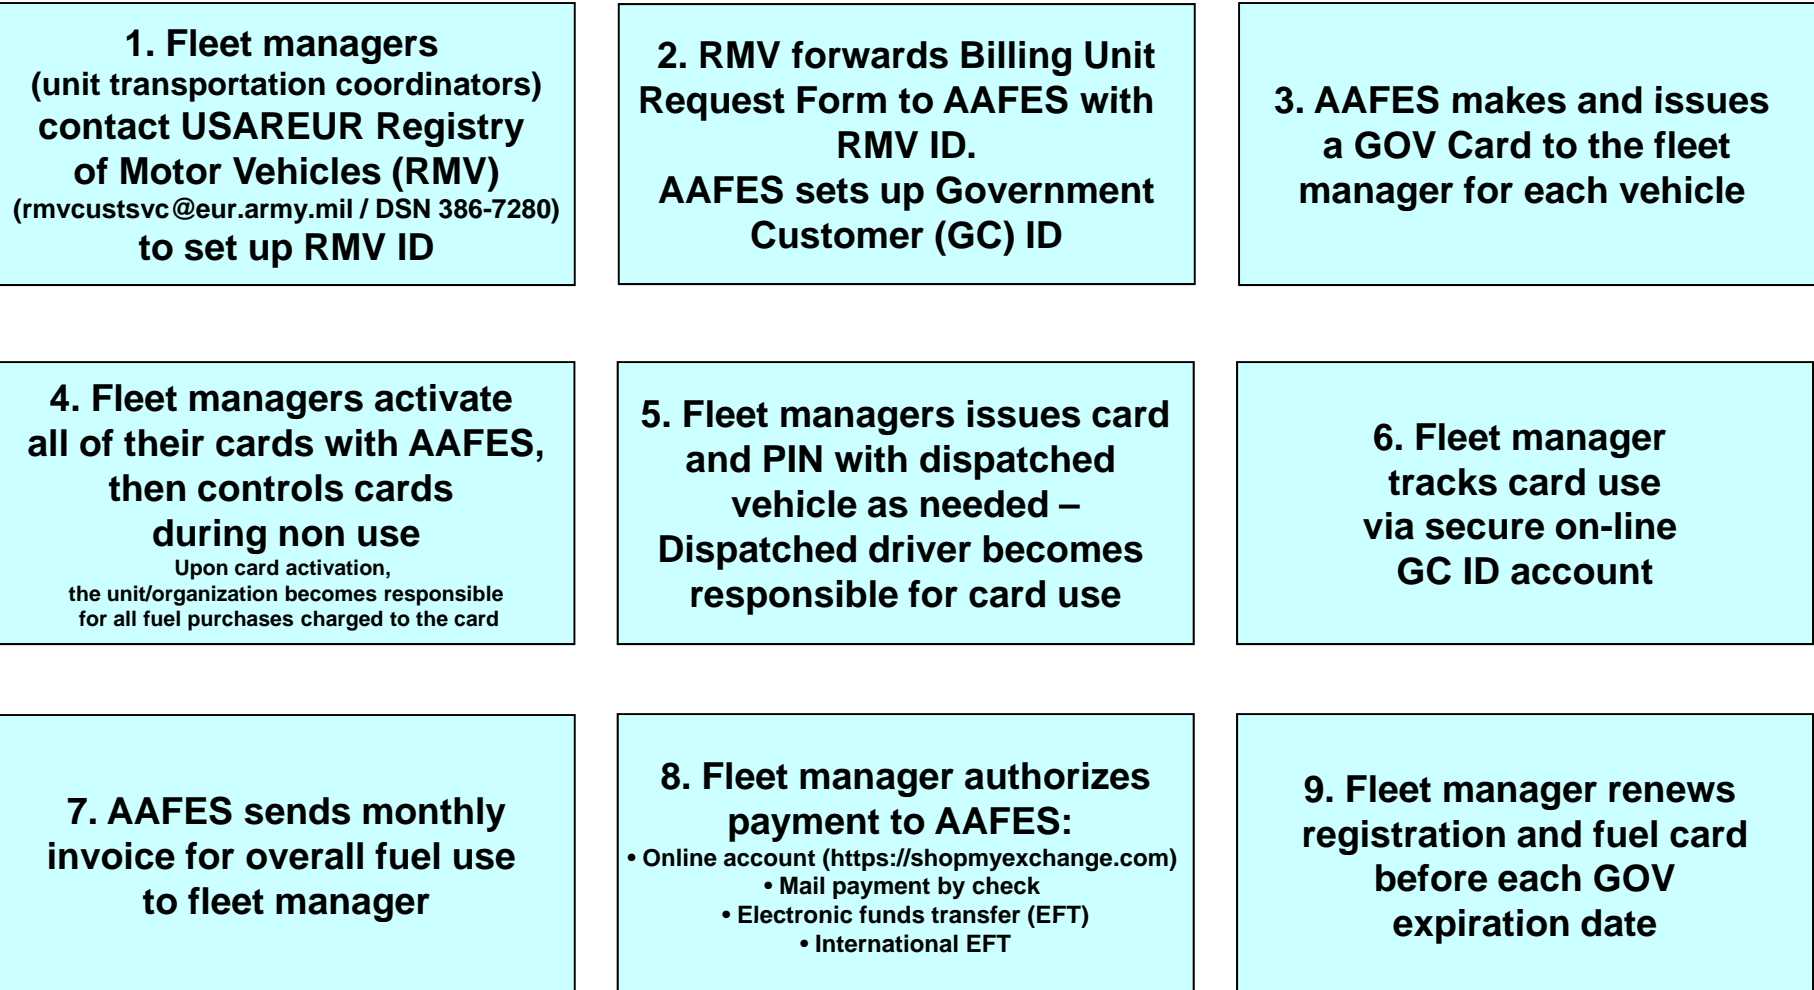 1. Fleet managers
(unit transportation coordinators)
contact USAREUR Registry
of Motor Vehicles (RMV)
(rmvcustsvc@eur.army.mil / DSN 386-7280)
to set up RMV ID
2. RMV forwards Billing Unit
Request Form to AAFES with
RMV ID.
AAFES sets up Government
Customer (GC) ID
3. AAFES makes and issues
a GOV Card to the fleet
manager for each vehicle
4. Fleet managers activate
all of their cards with AAFES,
then controls cards
during non use
Upon card activation,
the unit/organization becomes responsible
for all fuel purchases charged to the card
5. Fleet managers issues card
and PIN with dispatched
vehicle as needed –
Dispatched driver becomes
responsible for card use
6. Fleet manager
tracks card use
via secure on-line
GC ID account
7. AAFES sends monthly
invoice for overall fuel use
to fleet manager
8. Fleet manager authorizes
payment to AAFES:
• Online account (https://shopmyexchange.com)
• Mail payment by check
• Electronic funds transfer (EFT)
• International EFT
9. Fleet manager renews
registration and fuel card
before each GOV
expiration date